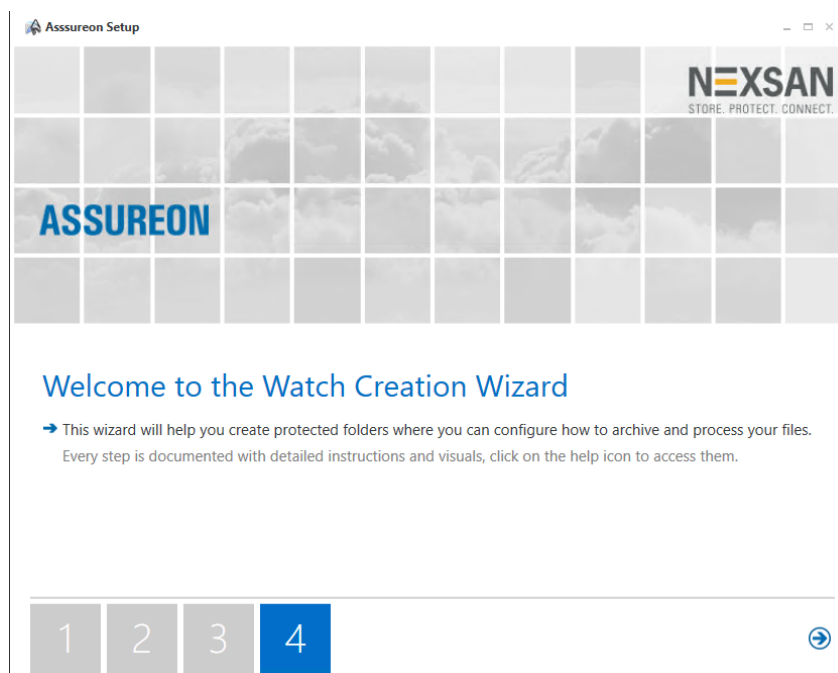 Asssureon Setup
NEXSAN
STORE. PROTECT. CONNECT.
ASSUREON
Welcome to the Watch Creation Wizard
This wizard will help you create protected folders where you can configure how to archive and process your files.
Every step is documented with detailed instructions and visuals, click on the help icon to access them.
1 2 3 4